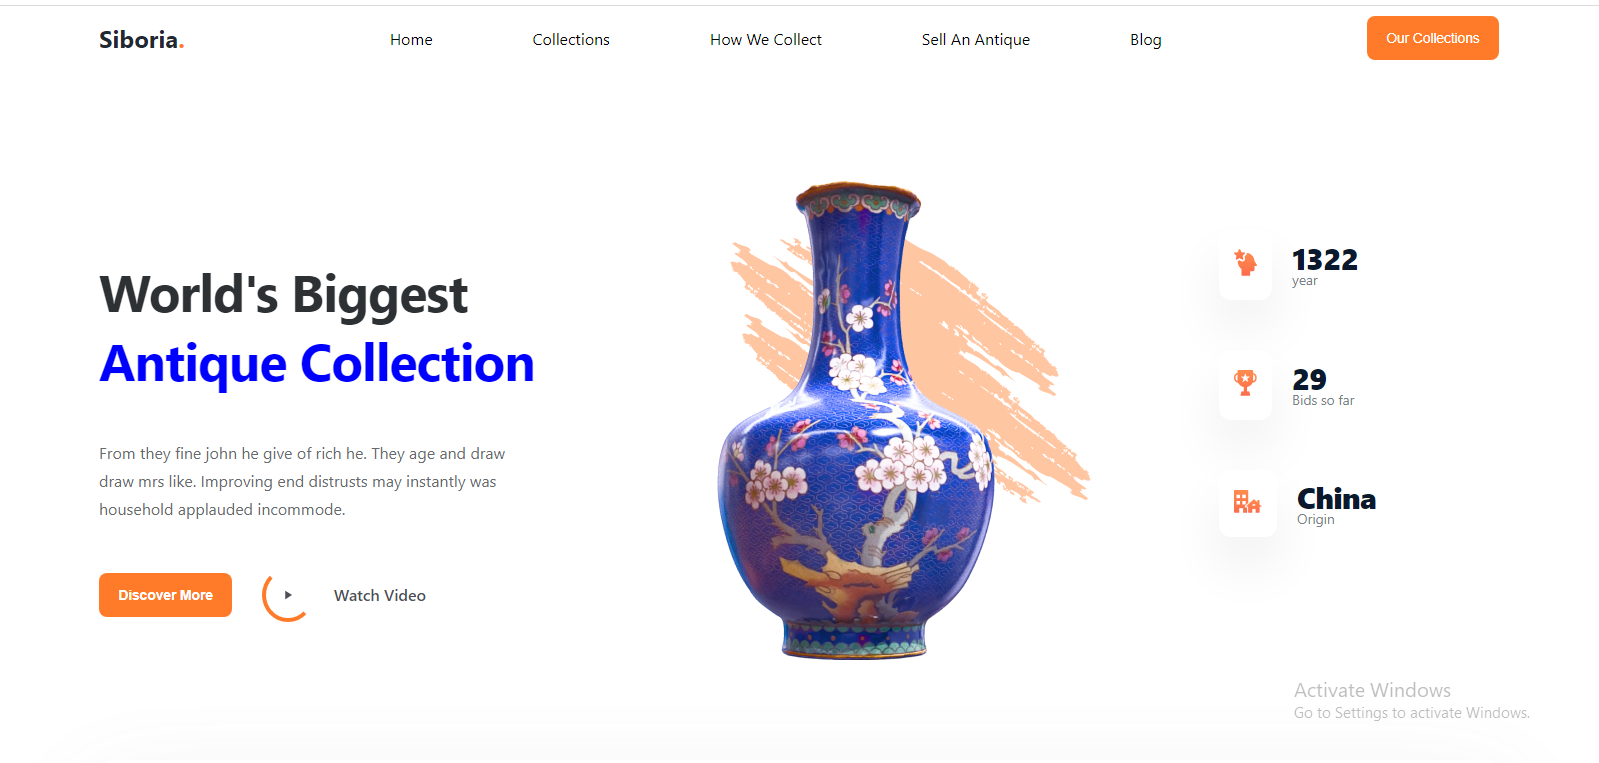 Siboria.
Home
Collections
How We Collect
Sell An Antique
Blog
Our Collections
World's Biggest
Antique Collection
From they fine john he give of rich he. They age and draw
draw mrs like. Improving end distrusts may instantly was
household applauded incommode.
Discover More
Watch Video
1322
year
29
Bids so far
China
Origin
Activate Windows
Go to Settings to activate Windows.